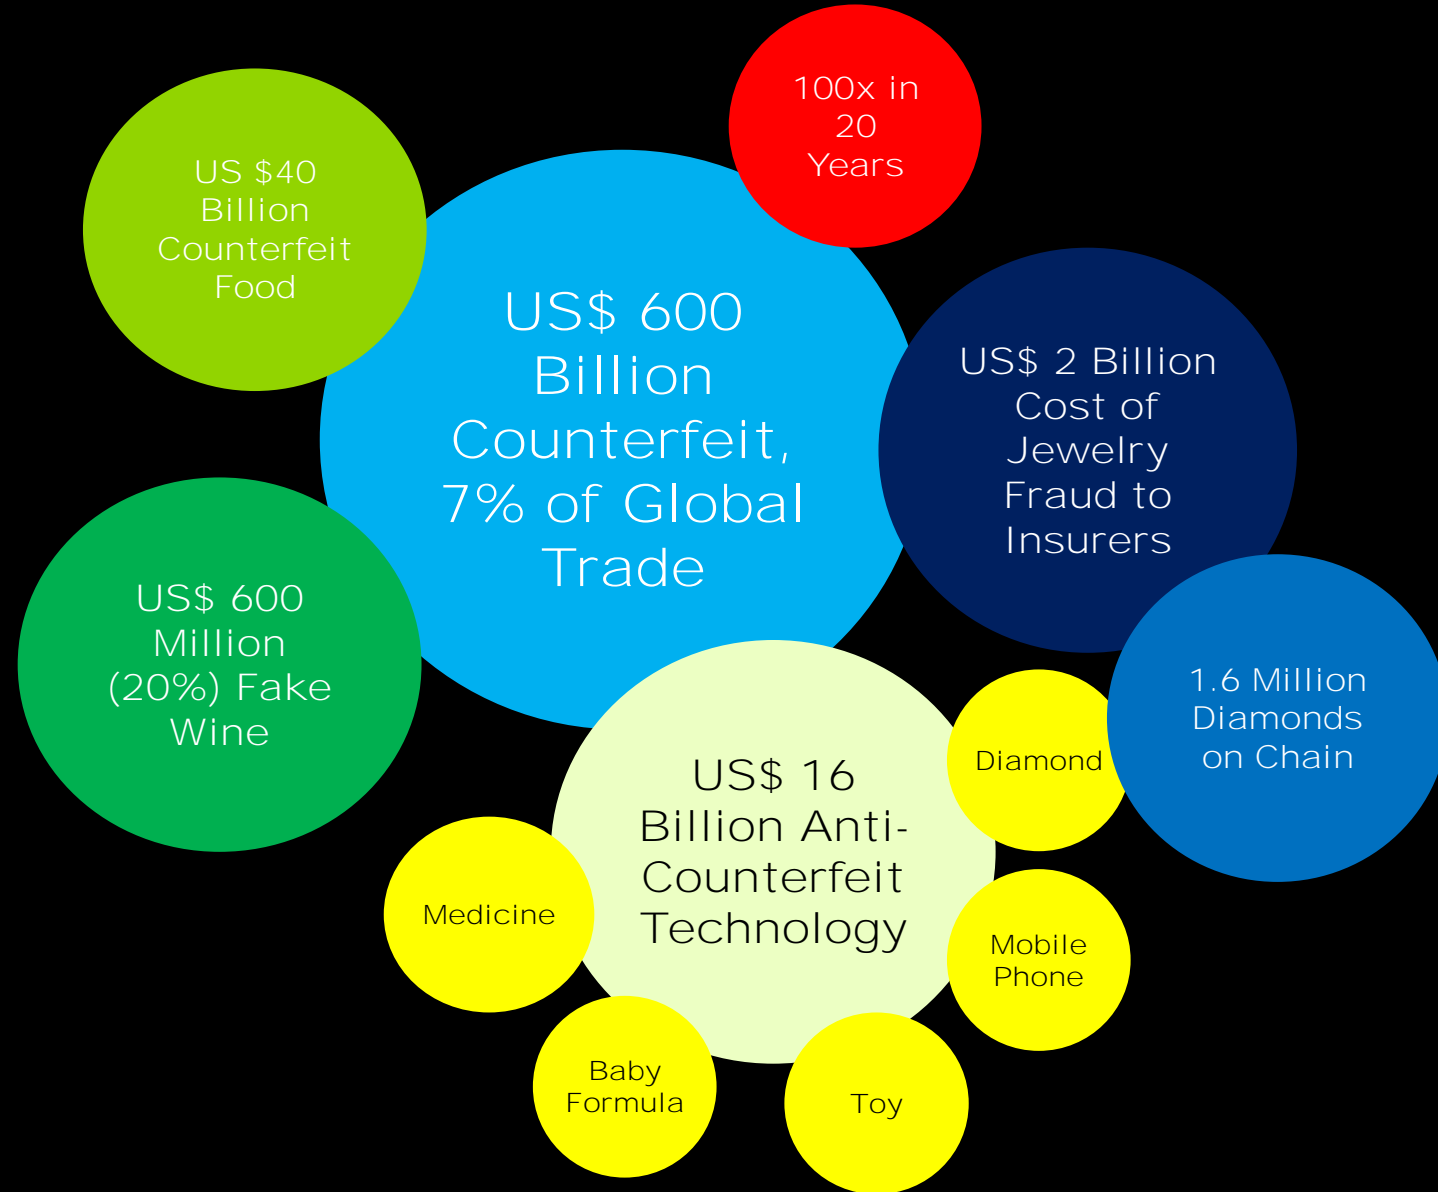 100x in
20
Years
US $40
Billion
Counterfeit
Food
US$ 600
Billion
Counterfeit,
7% of Global
Trade
US$ 2 Billion
Cost of
Jewelry
Fraud to
Insurers
US$ 600
Million
(20%) Fake
Wine
1.6 Million
Diamonds
on Chain
US$ 16
Billion Anti-
Counterfeit
Technology
Diamond
Medicine
Mobile
Phone
Baby
Formula
Toy